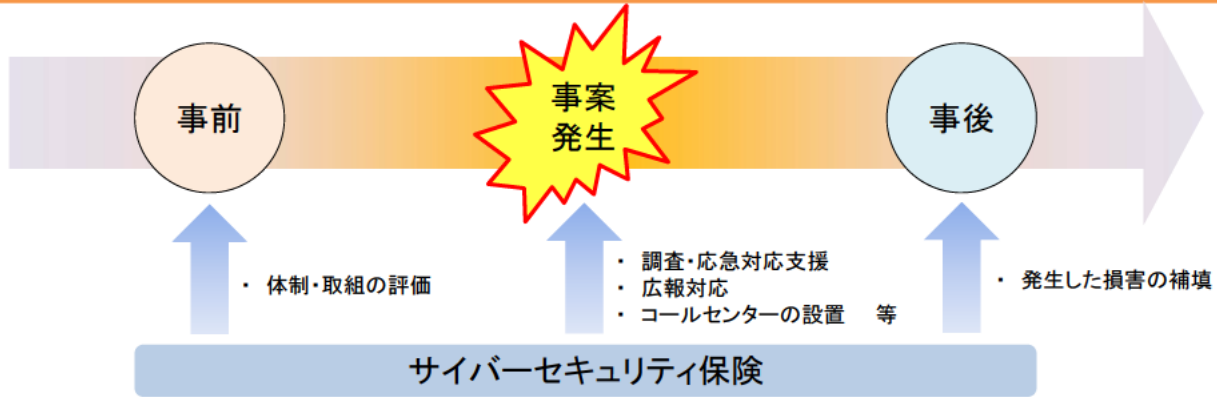 事前
事案
発生
事後
・ 体制・取組の評価
・ 調査・応急対応支援
・ 広報対応
・ コールセンターの設置 等
・ 発生した損害の補填
サイバーセキュリティ保険